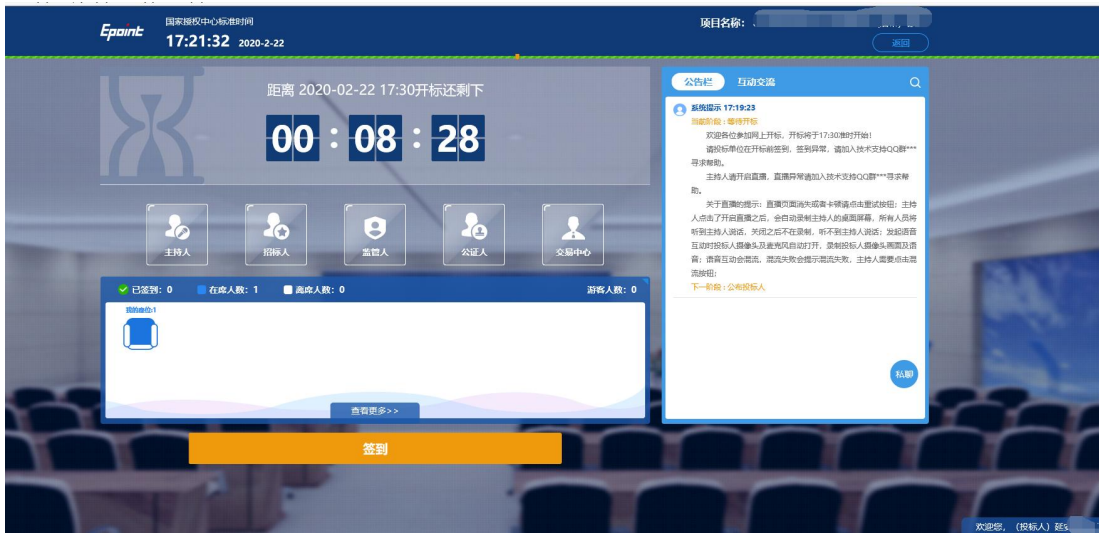 Epoint
国家授权中心标准时间
17:21:32 2020-2-22
项目名称：
返回
距离 2020-02-22 17:30开标还剩下
00 : 08 : 28
主持人
招标人
监管人
公证人
交易中心
已签到: 0
在席人数: 1
离席人数: 0
游客人数: 0
我的座位:1
查看更多>>
签到
公告栏
互动交流
系统提示 17:19:23
当前阶段：等待开标
欢迎各位参加网上开标，开标将于17:30准时开始！
请投标单位在开标前签到，签到异常，请加入技术支持QQ群***
寻求帮助。
主持人请开启直播，直播异常请加入技术支持QQ群***寻求帮
助。
关于直播的提示：直播页面消失或者卡顿请点击重试按钮；主持
人点击了开启直播之后，会自动录制主持人的桌面屏幕，所有人员将
听到主持人说话，关闭之后不在录制，听不到主持人说话；发起语音
互动时投标人摄像头及麦克风自动打开，录制投标人摄像头画面及语
音；语音互动会混流，混流失败会提示混流失败，主持人需要点击混
流按钮；
下一阶段：公布投标人
私聊
欢迎您，（投标人）延